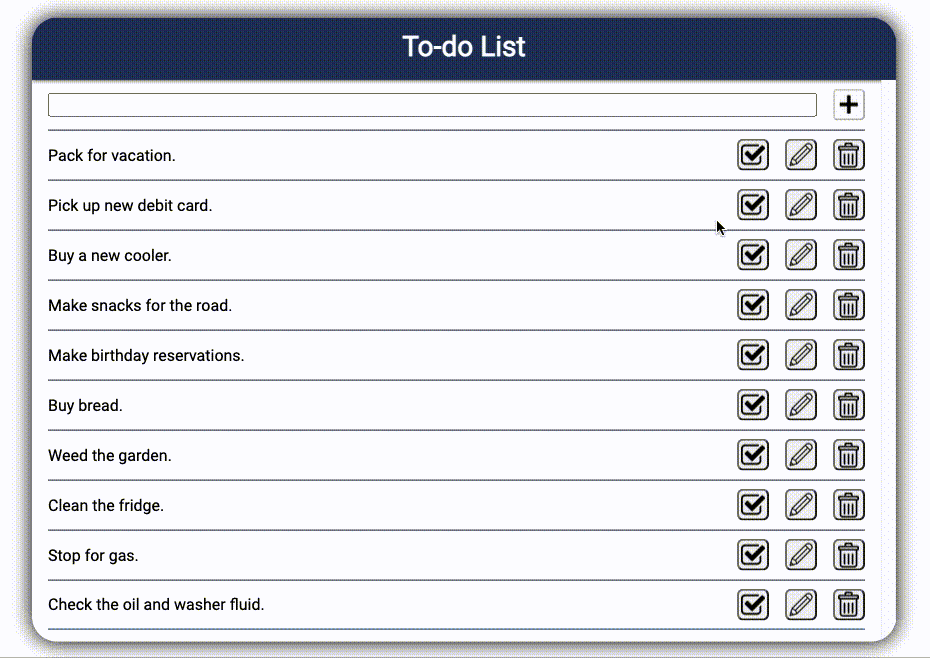 To-do List
Pack for vacation.
Pick up new debit card.
Buy a new cooler.
Make snacks for the road.
Make birthday reservations.
Buy bread.
Weed the garden.
Clean the fridge.
Stop for gas.
Check the oil and washer fluid.